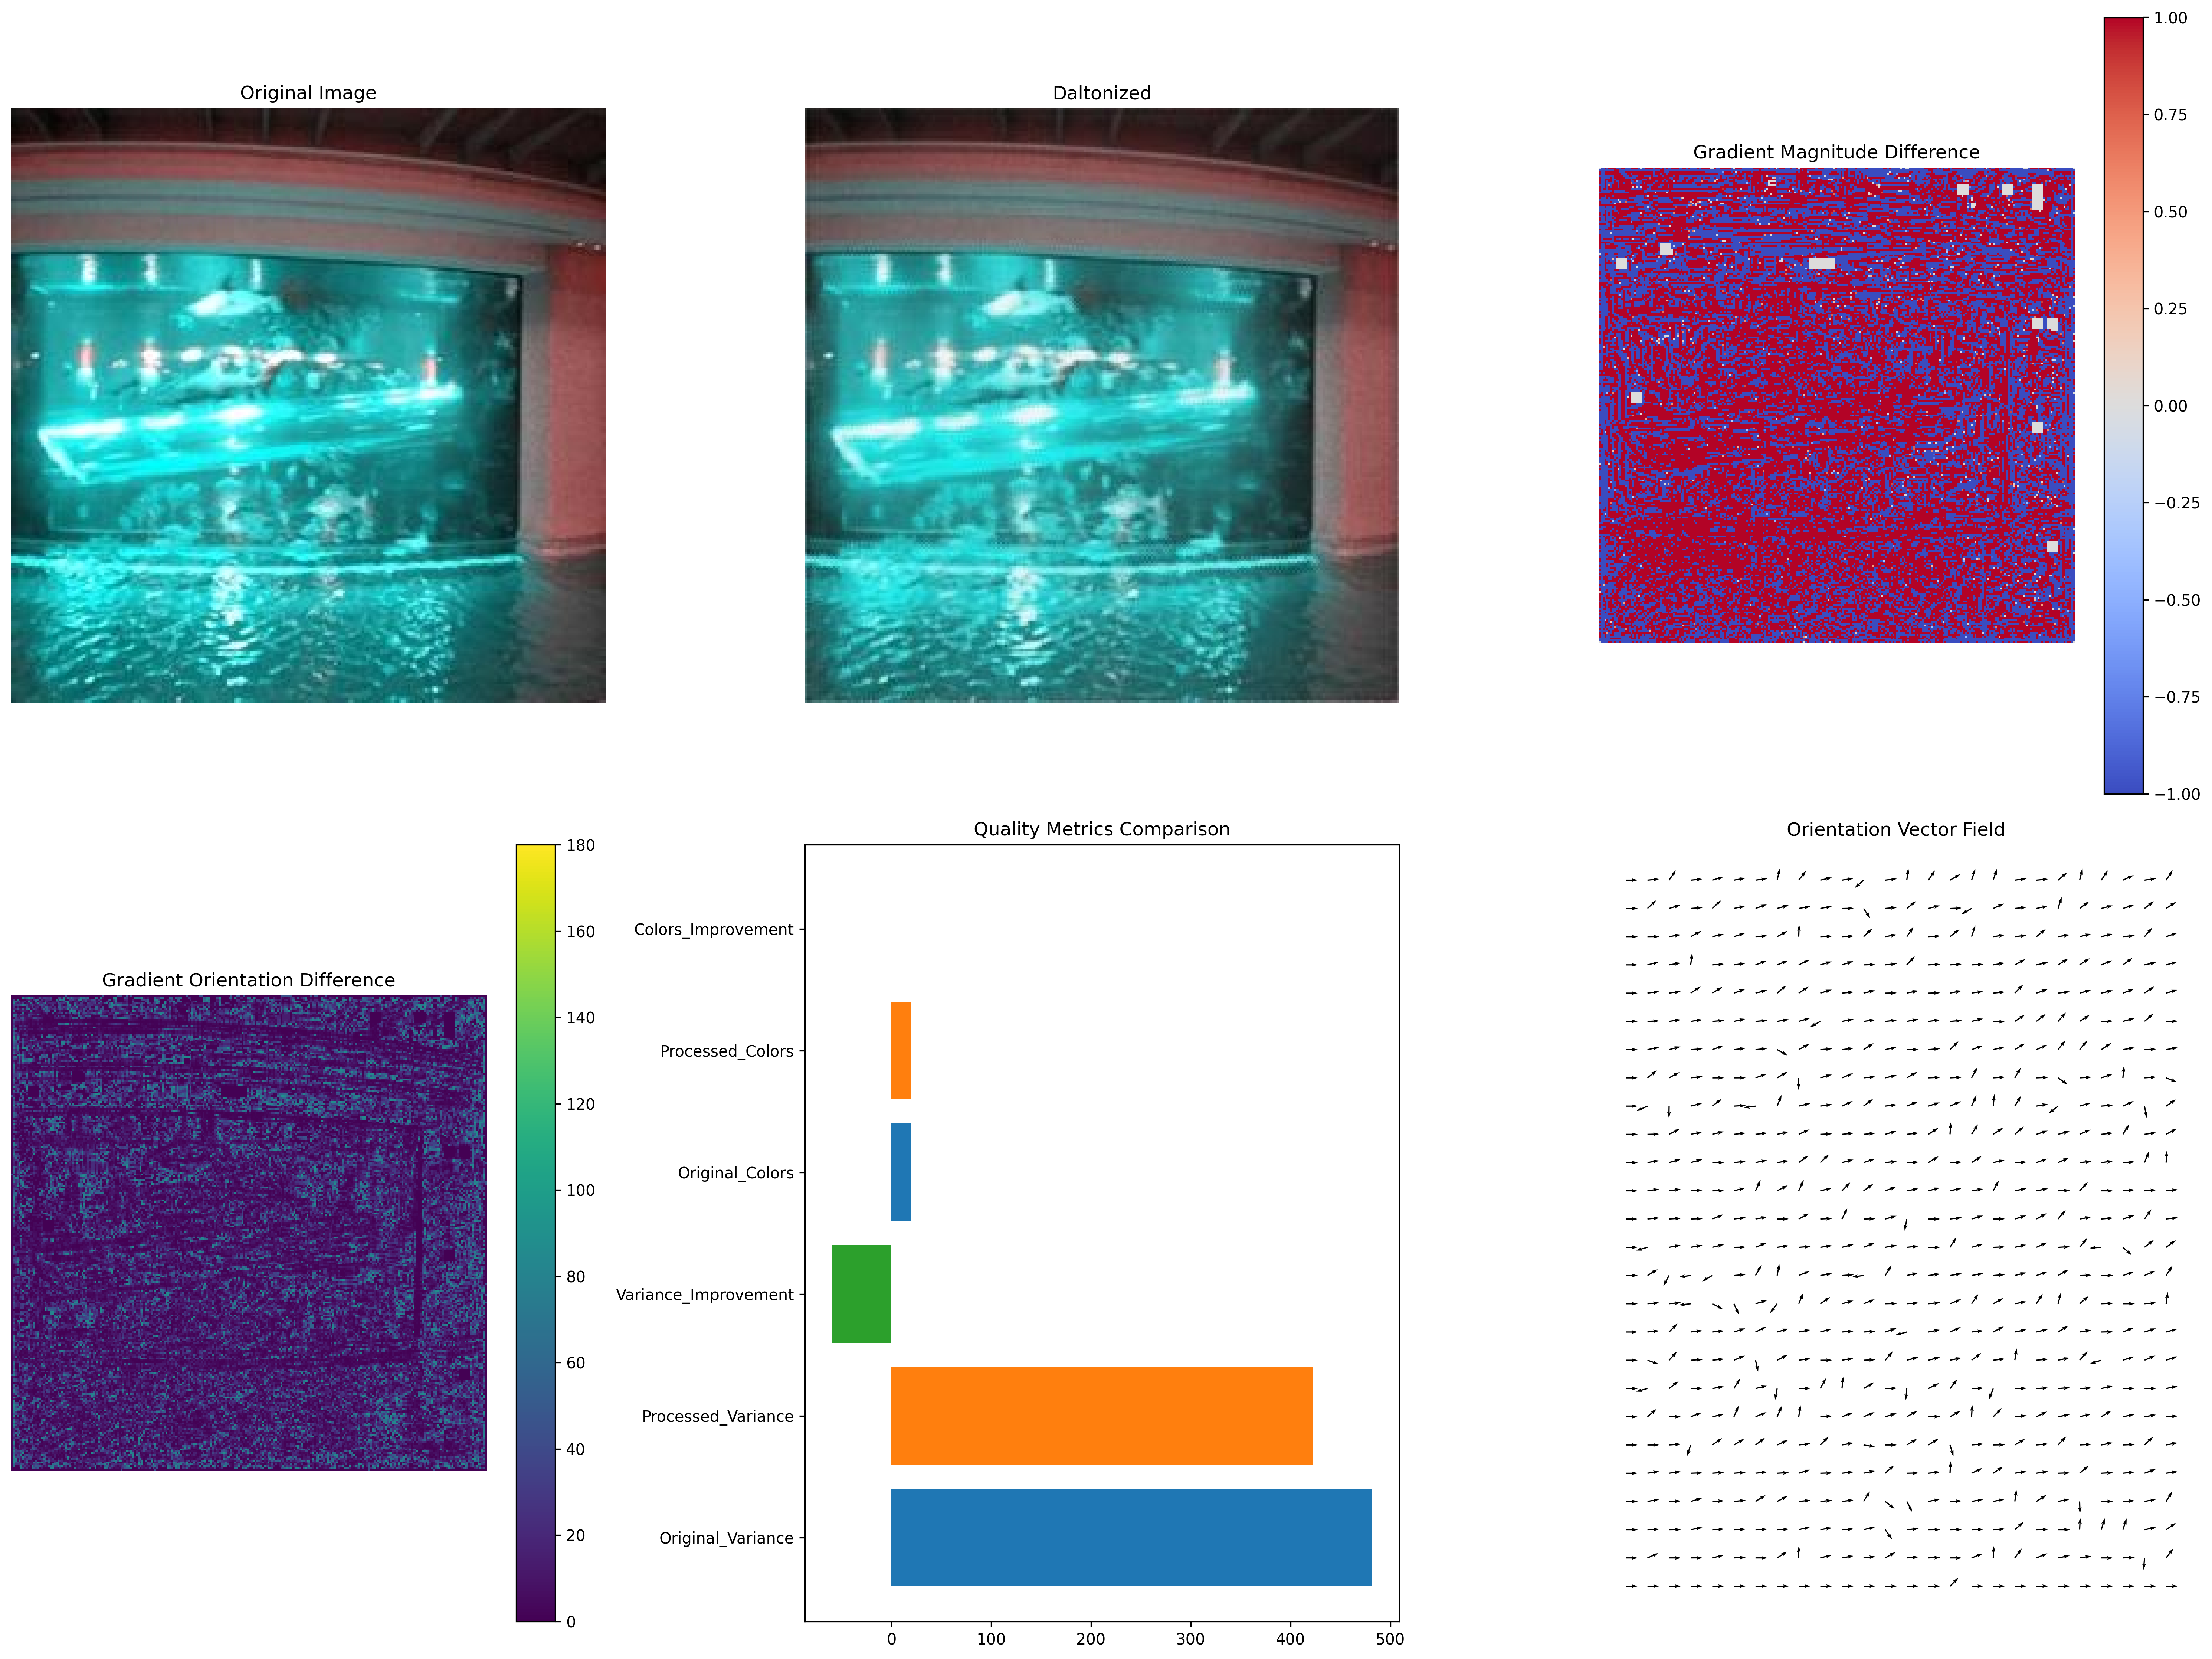 Original Image
Daltonized
Gradient Magnitude Difference
1.00
0.75
0.50
0.25
0.00
−0.25
−0.50
−0.75
−1.00
Gradient Orientation Difference
180
160
140
120
100
80
60
40
20
0
Quality Metrics Comparison
Colors_Improvement
Processed_Colors
Original_Colors
Variance_Improvement
Processed_Variance
Original_Variance
0 100 200 300 400 500
Orientation Vector Field